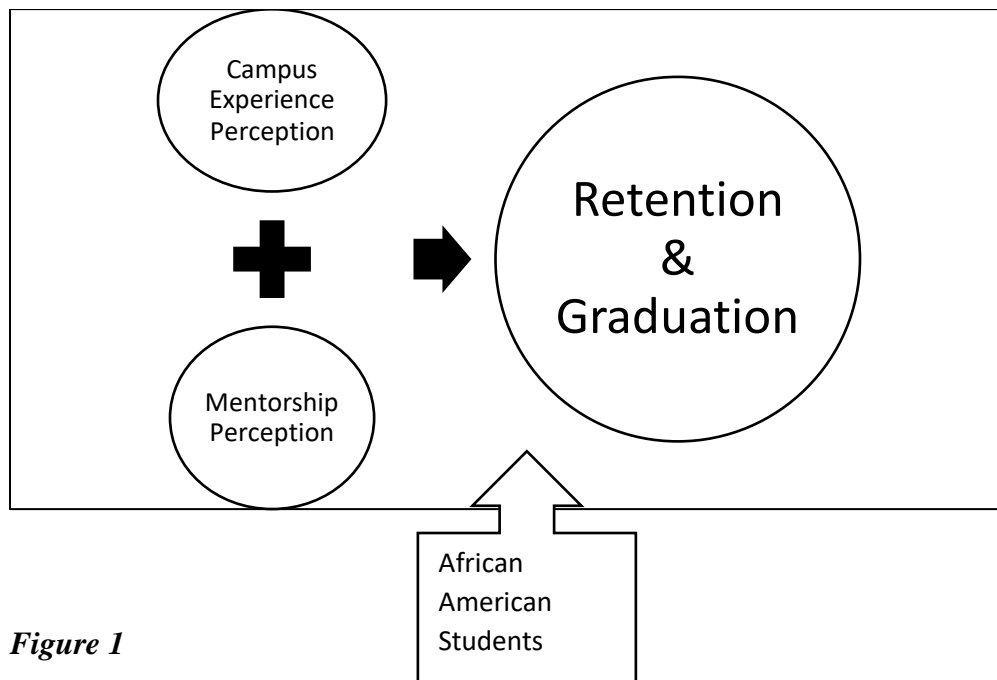 Campus
Experience
Perception
Mentorship
Perception
Retention
&
Graduation
African
American
Students
Figure 1